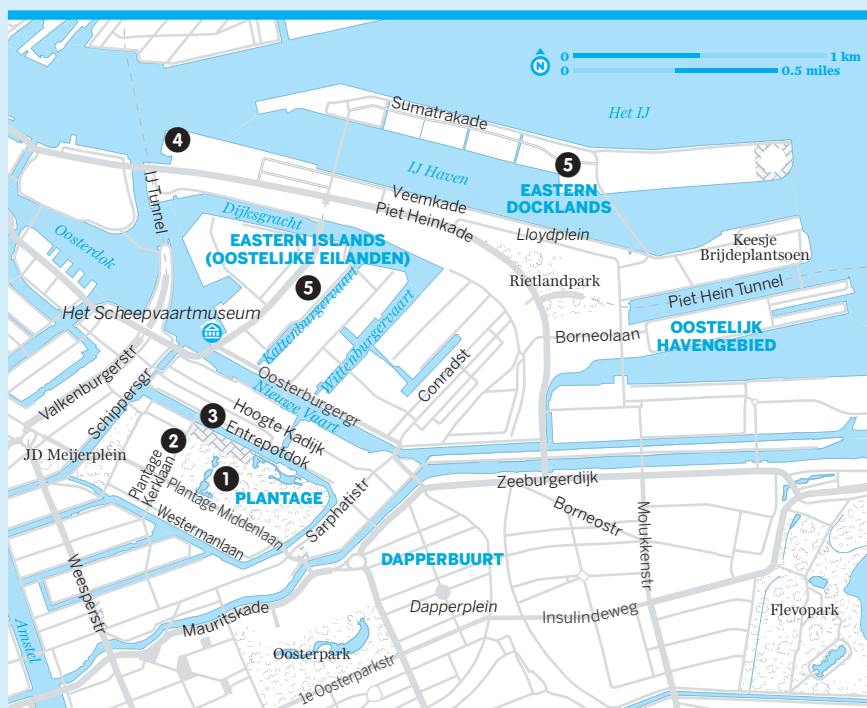 N
0
1 km
0
0.5 miles
Het IJ
Sumatrakade
4
5
IJ Haven
EASTERN
DOCKLANDS
IJ Tunnel
Veemkade
Piet Heinkade
Dijksgracht
Lloydplein
Oosterdok
EASTERN ISLANDS
(OOSTELIJKE EILANDEN)
Keesje
Brijdeplantsoen
Rietlandpark
5
Piet Hein Tunnel
Het Scheepvaartmuseum
Kattenburgervaart
Wittenburgervaart
Borneolaan
OOSTELIJK
HAVENGEBIED
Valkenburgerstr
Schippersgr
Oosterburgergr
Conradst
Nieuwe Vaart
Hoogte Kadijk
3
Entrepotdok
2
JD Meijerplein
Plantage
Kerklaan
1
PLANTAGE
Plantage Middenlaan
Westermanlaan
Sarphatistr
Zeeburgerdijk
Borneostr
Molukkenstr
DAPPERBUURT
Weesperstr
Mauritskade
Dapperplein
Insulindeweg
Flevopark
Amstel
Oosterpark
1e Oosterparkstr